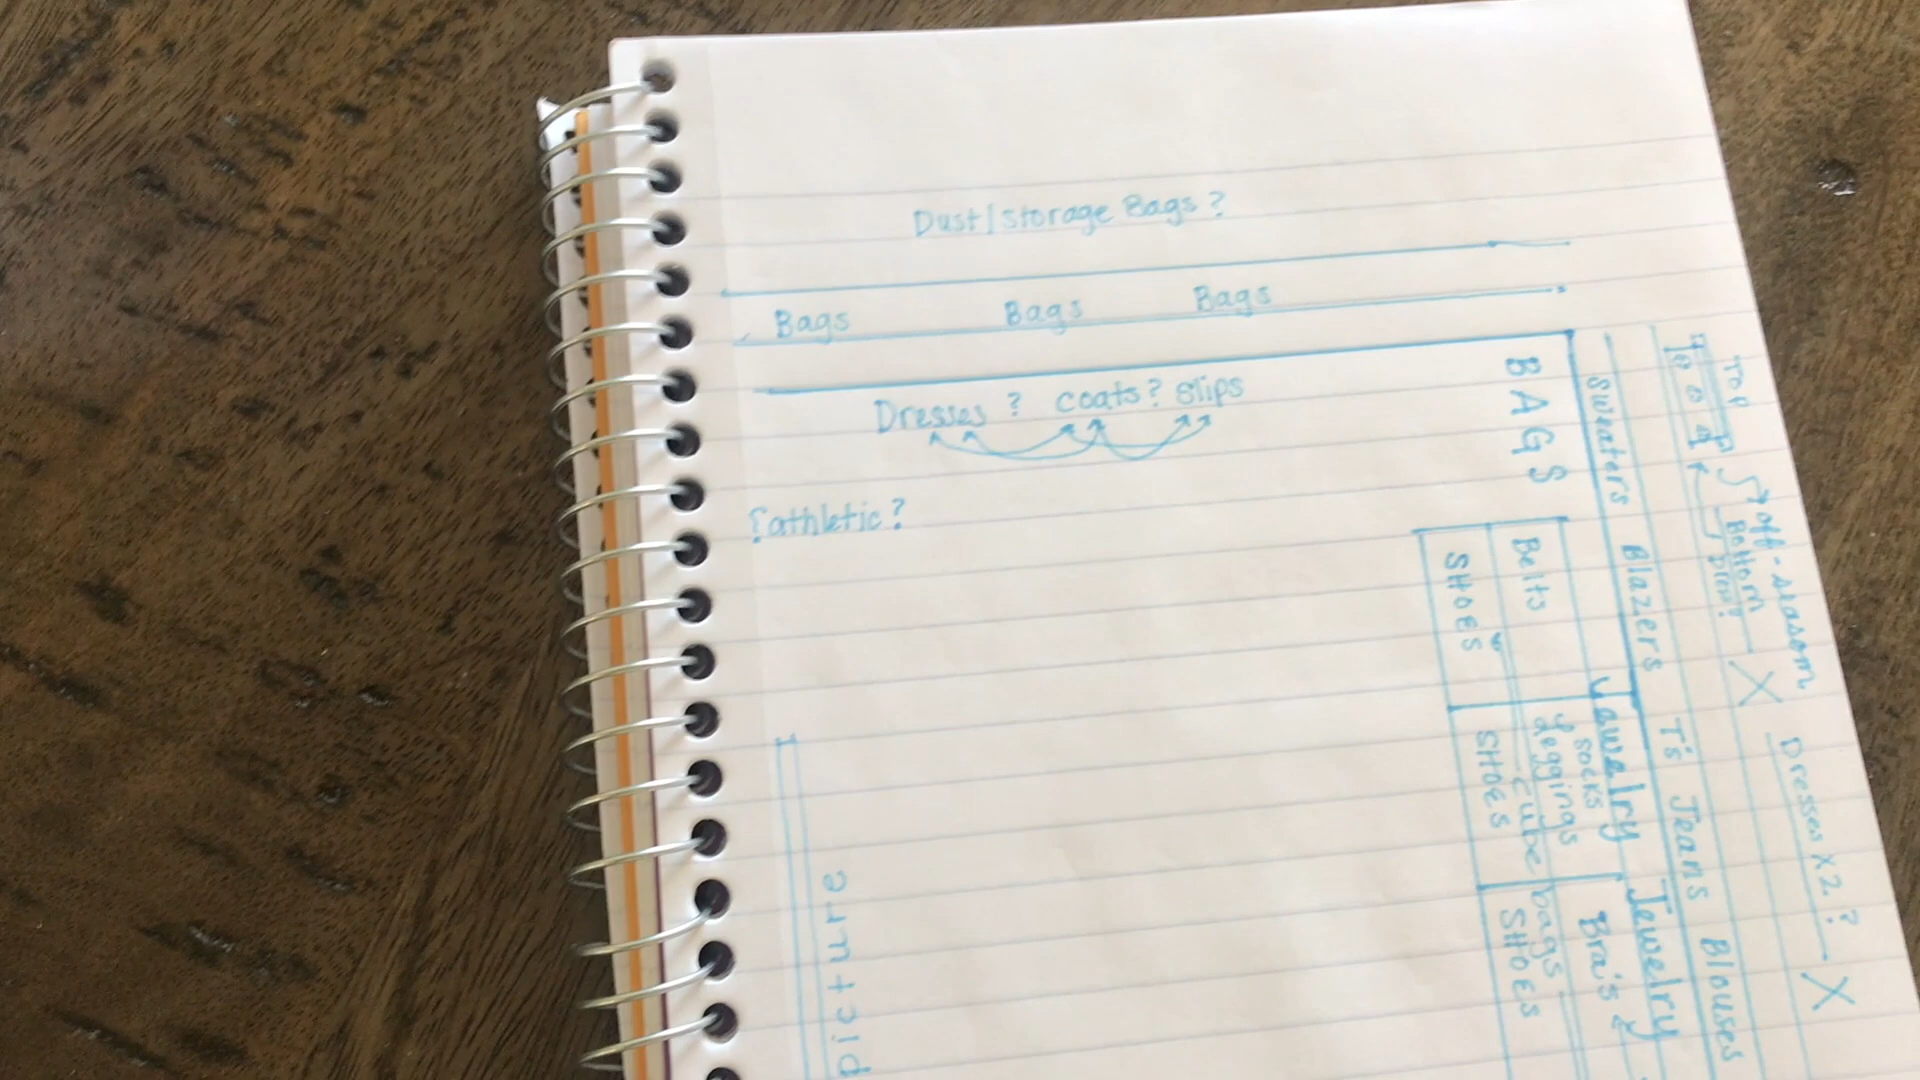 Dust/storage Bags?
Bags Bags Bags
Dresses? coats? slips
?athletic?
picture
BAGS
Belts
SHOES SHOES SHOES
cube bags
Leggings
socks
Bra's
Jewelry Jewelry
Sweaters Blazers T's Jeans Blouses
Top
off-season
Bottom
Dresses x2?
X
X